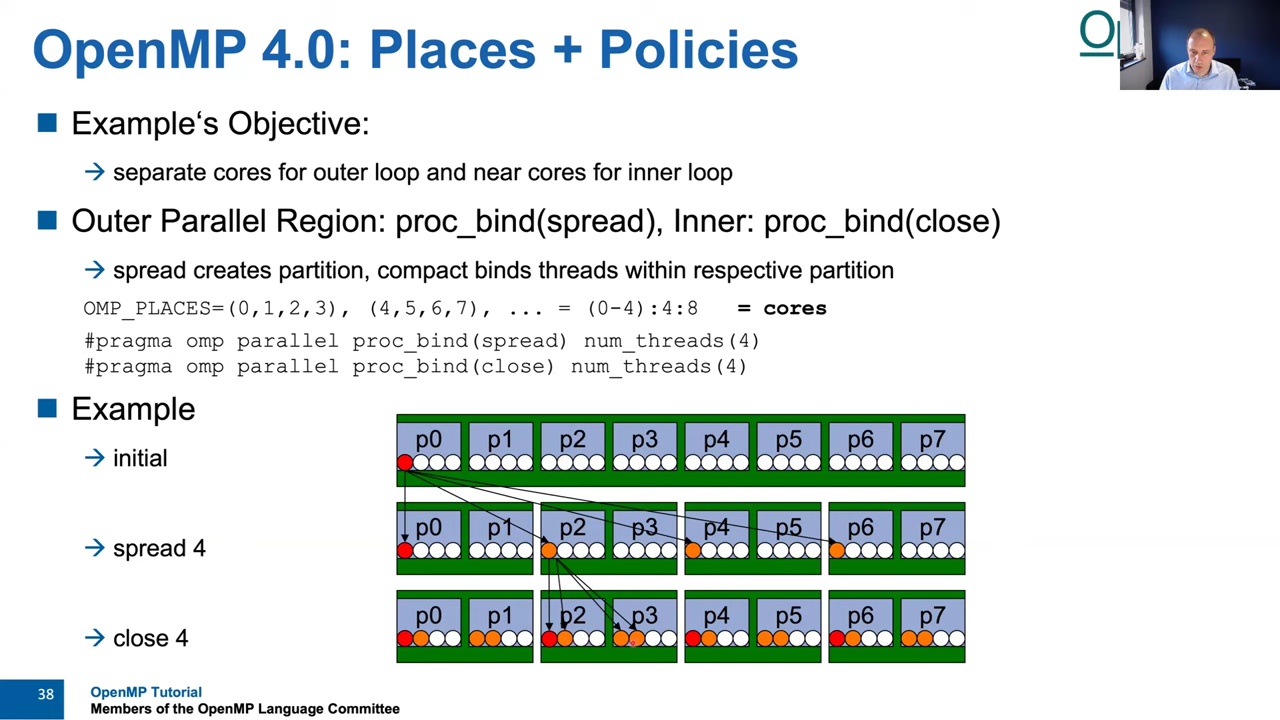 OpenMP 4.0: Places + Policies
Example‘s Objective:
→ separate cores for outer loop and near cores for inner loop
Outer Parallel Region: proc_bind(spread), Inner: proc_bind(close)
→ spread creates partition, compact binds threads within respective partition
OMP_PLACES=(0,1,2,3), (4,5,6,7), ... = (0-4):4:8 = cores
#pragma omp parallel proc_bind(spread) num_threads(4)
#pragma omp parallel proc_bind(close) num_threads(4)
Example
→ initial
p0 p1 p2 p3 p4 p5 p6 p7
→ spread 4
p0 p1 p2 p3 p4 p5 p6 p7
→ close 4
p0 p1 p2 p3 p4 p5 p6 p7
38
OpenMP Tutorial
Members of the OpenMP Language Committee